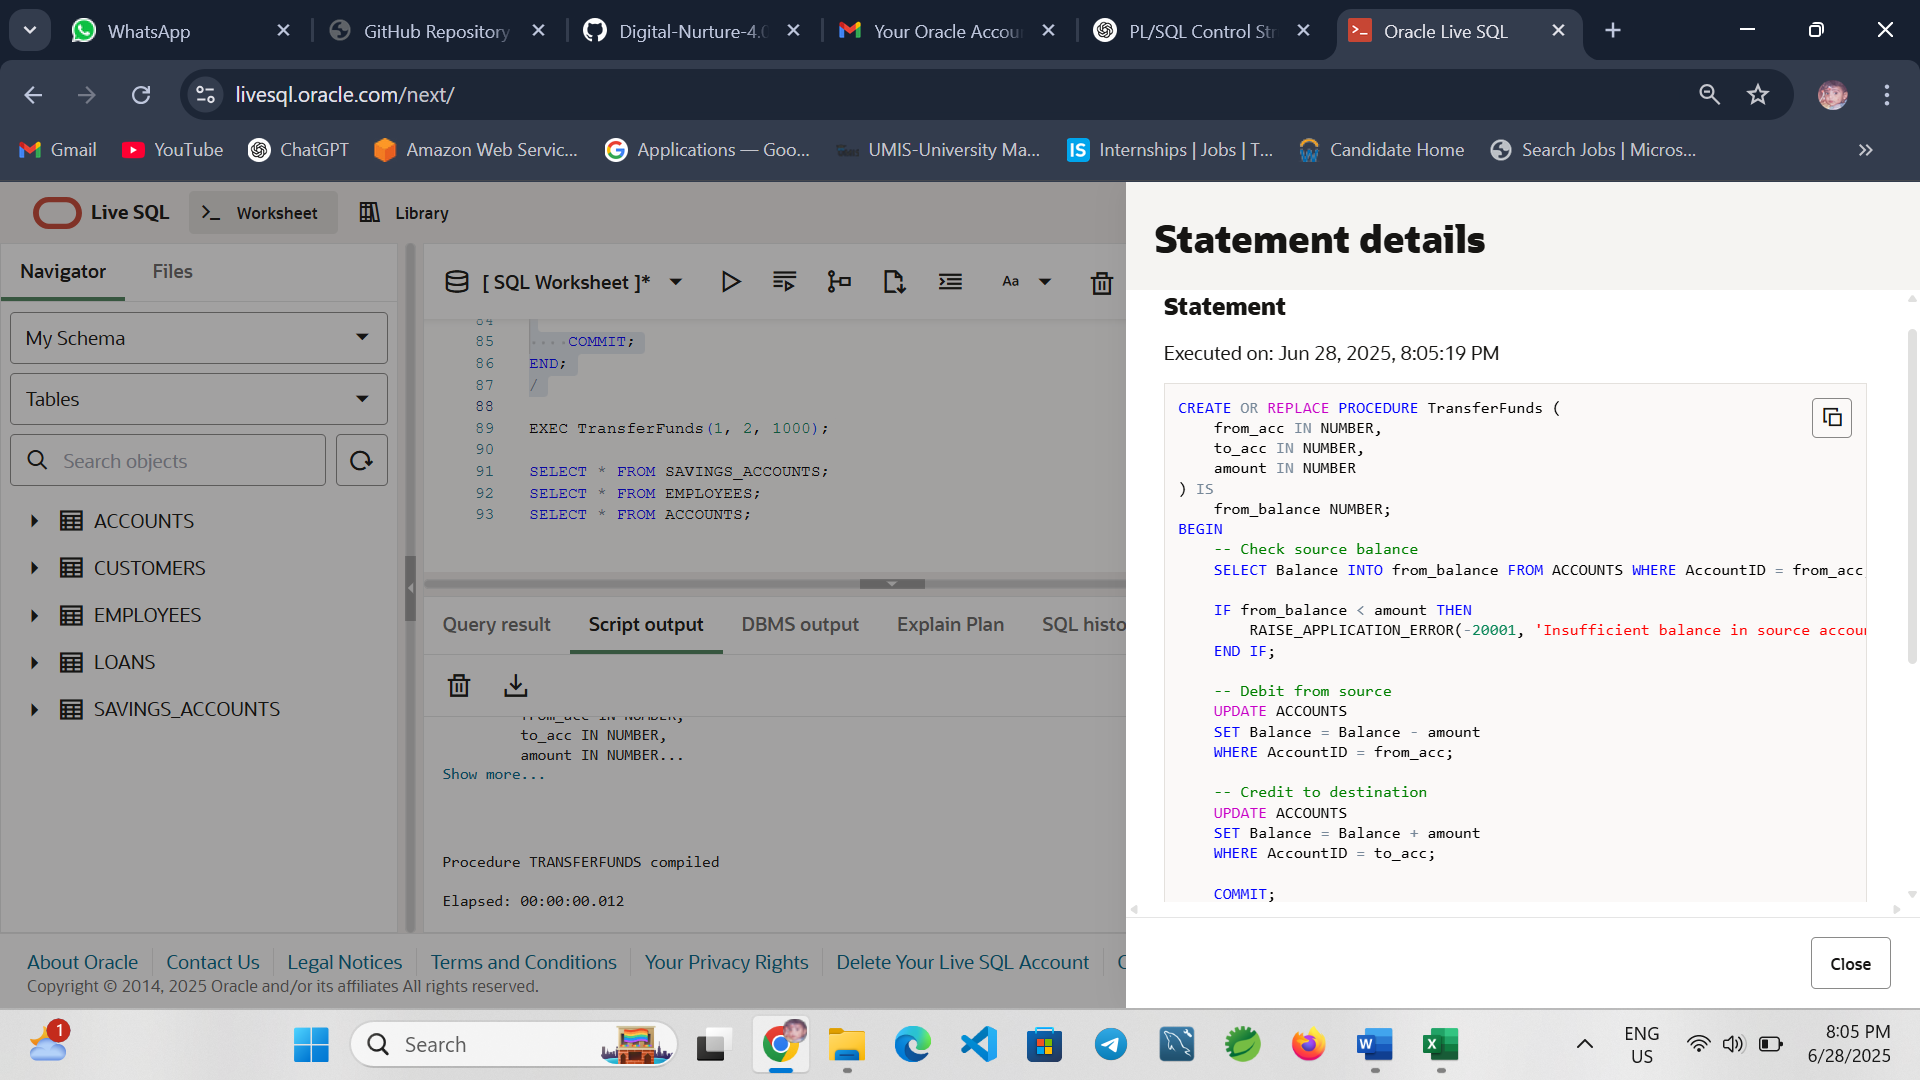 WhatsApp
GitHub Repository
Digital-Nurture-4.0
Your Oracle Accou
PL/SQL Control Str
Oracle Live SQL
livesql.oracle.com/next/
Gmail
YouTube
ChatGPT
Amazon Web Servic...
Applications — Goo...
UMIS-University Ma...
IS
Internships | Jobs | T...
Candidate Home
Search Jobs | Micros...
Live SQL
Worksheet
Library
Navigator
Files
My Schema
Tables
Search objects
ACCOUNTS
CUSTOMERS
EMPLOYEES
LOANS
SAVINGS_ACCOUNTS
[ SQL Worksheet ]*
Aa
84
85 COMMIT;
86 END;
87 /
88
89 EXEC TransferFunds(1, 2, 1000);
90
91 SELECT * FROM SAVINGS_ACCOUNTS;
92 SELECT * FROM EMPLOYEES;
93 SELECT * FROM ACCOUNTS;
Query result
Script output
DBMS output
Explain Plan
SQL histo
from_acc IN NUMBER,
to_acc IN NUMBER,
amount IN NUMBER...
Show more...
Procedure TRANSFERFUNDS compiled
Elapsed: 00:00:00.012
Statement details
Statement
Executed on: Jun 28, 2025, 8:05:19 PM
CREATE OR REPLACE PROCEDURE TransferFunds (
from_acc IN NUMBER,
to_acc IN NUMBER,
amount IN NUMBER
) IS
from_balance NUMBER;
BEGIN
-- Check source balance
SELECT Balance INTO from_balance FROM ACCOUNTS WHERE AccountID = from_acc;
IF from_balance < amount THEN
RAISE_APPLICATION_ERROR(-20001, 'Insufficient balance in source accoun
END IF;
-- Debit from source
UPDATE ACCOUNTS
SET Balance = Balance - amount
WHERE AccountID = from_acc;
-- Credit to destination
UPDATE ACCOUNTS
SET Balance = Balance + amount
WHERE AccountID = to_acc;
COMMIT;
Close
About Oracle
Contact Us
Legal Notices
Terms and Conditions
Your Privacy Rights
Delete Your Live SQL Account
Copyright © 2014, 2025 Oracle and/or its affiliates All rights reserved.
1
Search
ENG
US
8:05 PM
6/28/2025